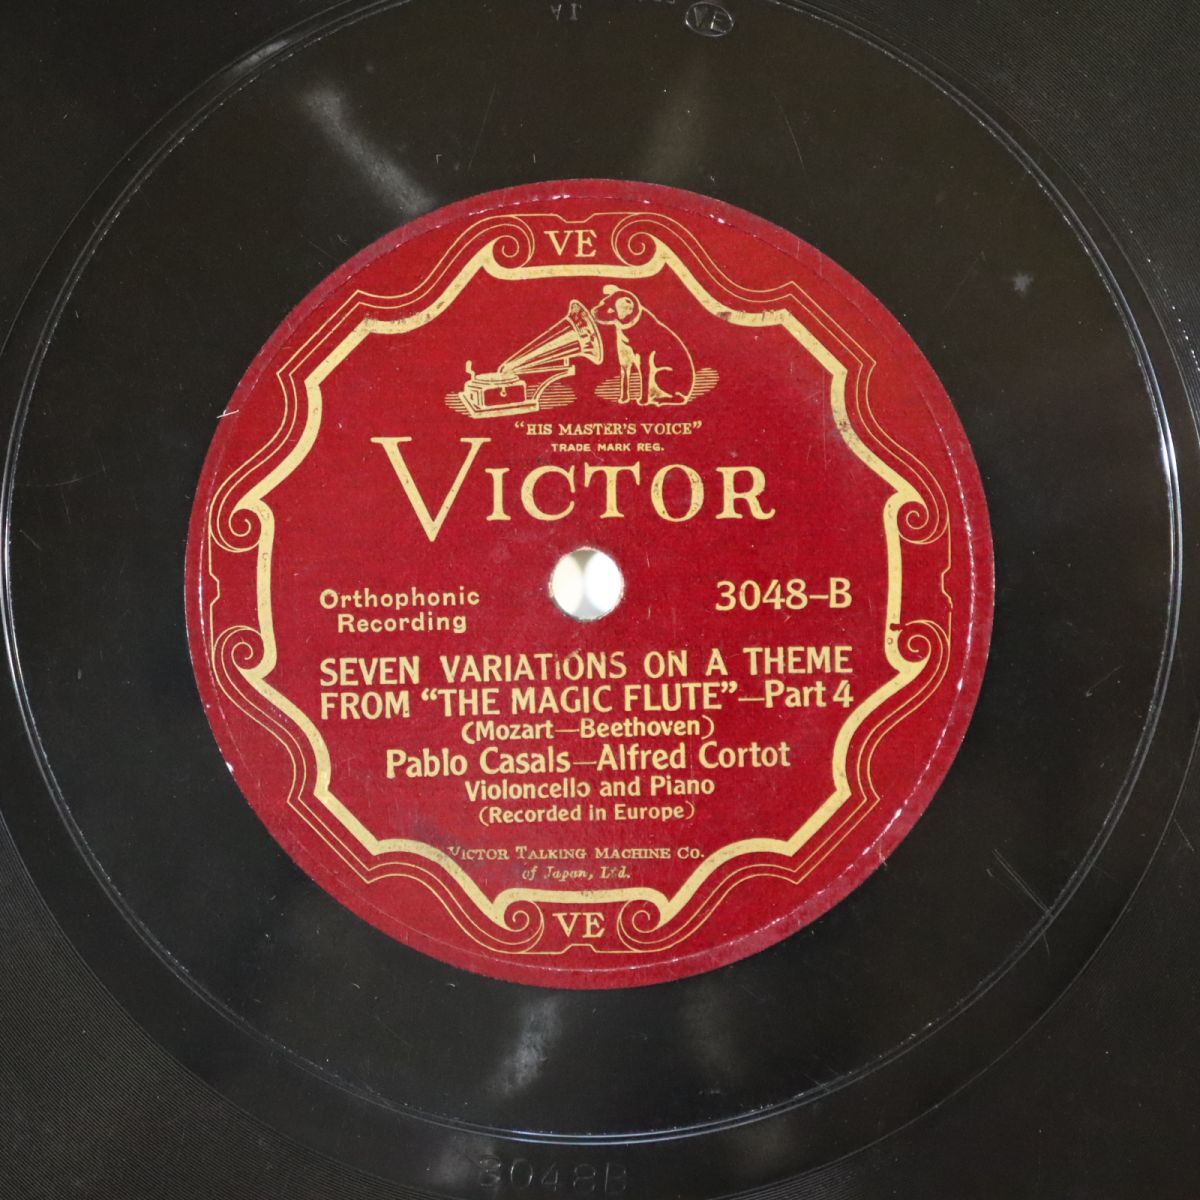 VE
VE
"HIS MASTER'S VOICE"
TRADE MARK REG.
VICTOR
Orthophonic
Recording
3048-B
SEVEN VARIATIONS ON A THEME
FROM "THE MAGIC FLUTE"—Part 4
(Mozart—Beethoven)
Pablo Casals—Alfred Cortot
Violoncello and Piano
(Recorded in Europe)
VICTOR TALKING MACHINE CO.
of Japan, Ltd.
VE
3048B